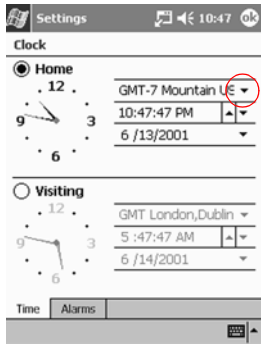 Settings 10:47 ok
Clock
Home
12
9 3
6
GMT-7 Mountain US
10:47:47 PM
6 /13/2001
Visiting
12
9 3
6
GMT London,Dublin
5 :47:47 AM
6 /14/2001
Time Alarms